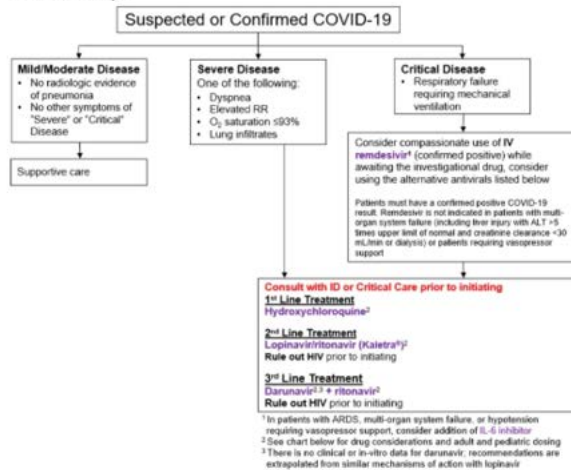 Suspected or Confirmed COVID-19
Mild/Moderate Disease
• No radiologic evidence
of pneumonia
• No other symptoms of
"Severe" or "Critical"
Disease
Supportive care
Severe Disease
One of the following:
• Dyspnea
• Elevated RR
• O₂ saturation ≤93%
• Lung infiltrates
Critical Disease
• Respiratory failure
requiring mechanical
ventilation
Consider compassionate use of IV
remdesivir¹ (confirmed positive) while
awaiting the investigational drug, consider
using the alternative antivirals listed below
Patients must have a confirmed positive COVID-19
result. Remdesivir is not indicated in patients with multi-
organ system failure (including liver injury with ALT >5
times upper limit of normal and creatinine clearance <30
mL/min or dialysis) or patients requiring vasopressor
support
Consult with ID or Critical Care prior to initiating
1st Line Treatment
Hydroxychloroquine²
2nd Line Treatment
Lopinavir/ritonavir (Kaletra®)²
Rule out HIV prior to initiating
3rd Line Treatment
Darunavir²,³ + ritonavir²
Rule out HIV prior to initiating
¹ In patients with ARDS, multi-organ system failure, or hypotension
requiring vasopressor support, consider addition of IL-6 inhibitor
² See chart below for drug considerations and adult and pediatric dosing
³ There is no clinical or in-vitro data for darunavir; recommendations are
extrapolated from similar mechanisms of action with lopinavir